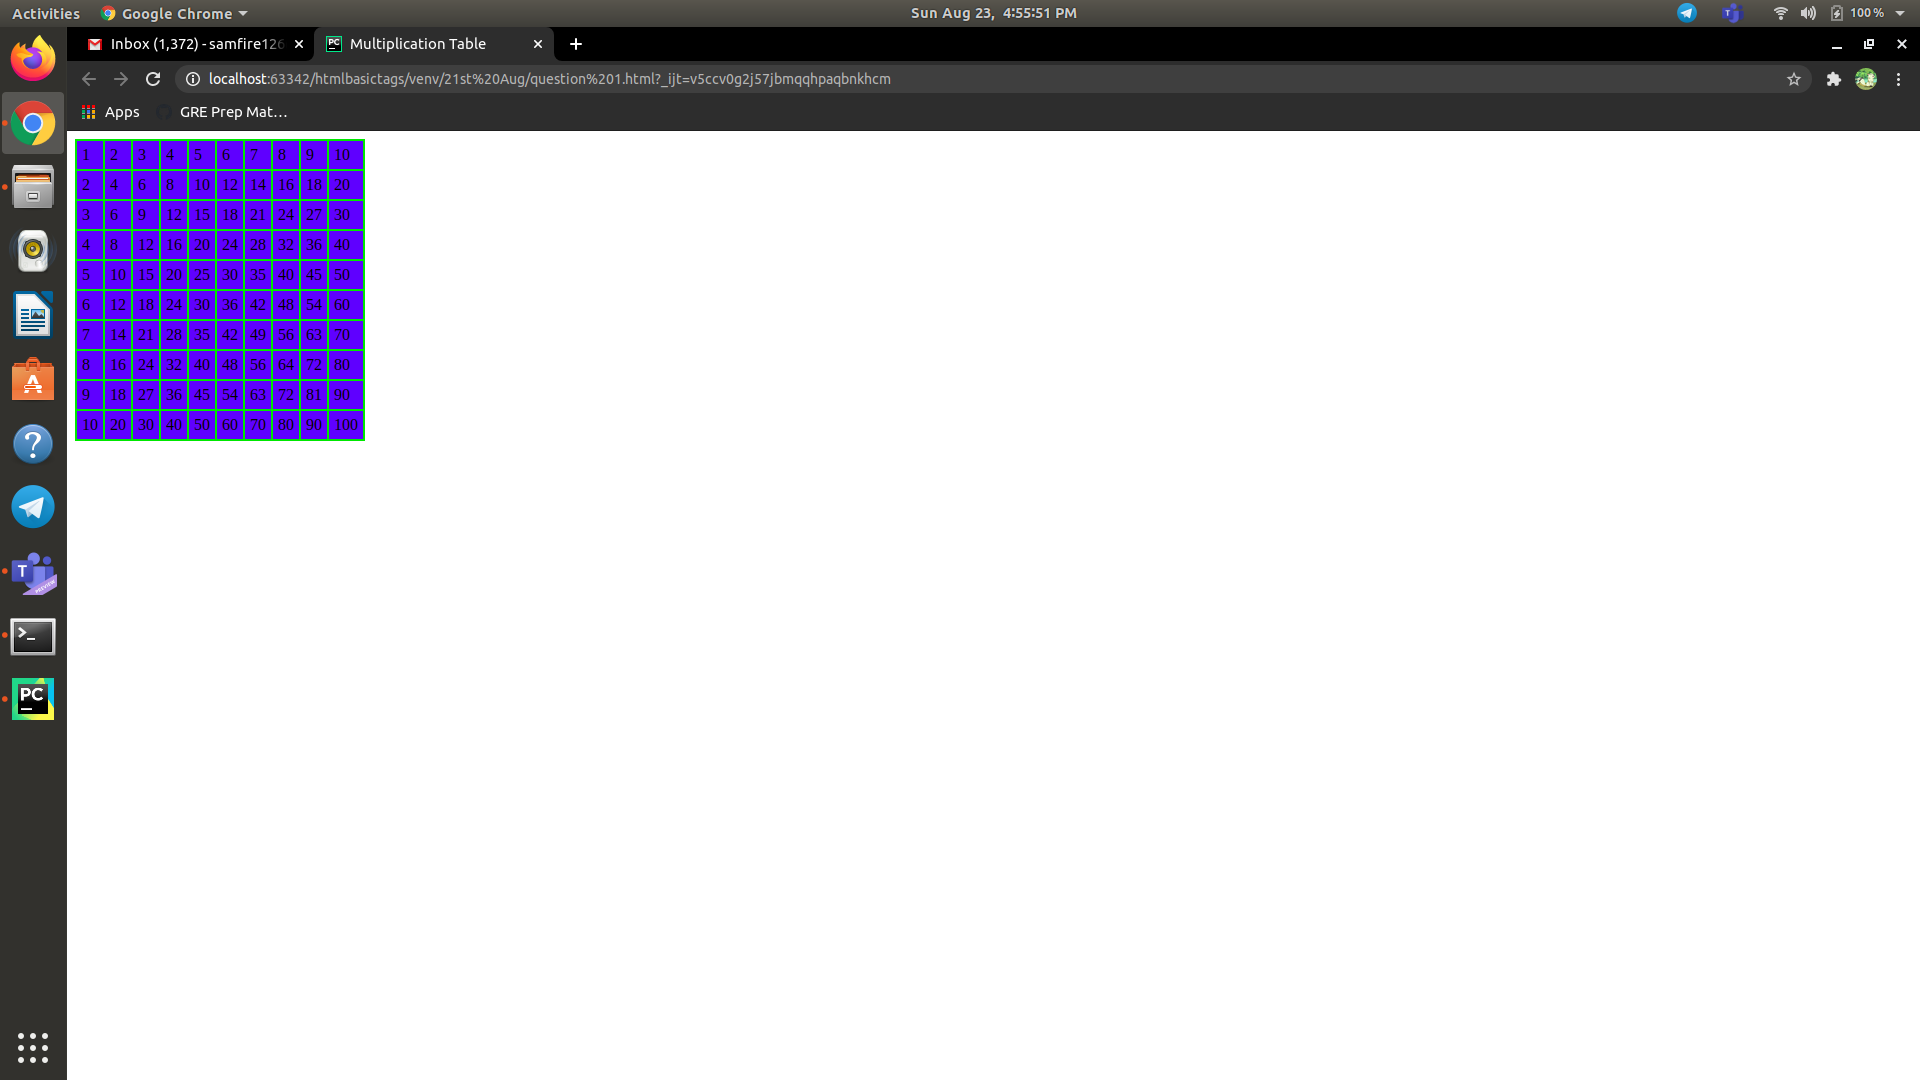 Activities Google Chrome Sun Aug 23, 4:55:51 PM 100 %
Inbox (1,372) - samfire126 Multiplication Table
localhost:63342/htmlbasictags/venv/21st%20Aug/question%201.html?_ijt=v5ccv0g2j57jbmqqhpaqbnkhcm
Apps GRE Prep Mat…
1 2 3 4 5 6 7 8 9 10
2 4 6 8 10 12 14 16 18 20
3 6 9 12 15 18 21 24 27 30
4 8 12 16 20 24 28 32 36 40
5 10 15 20 25 30 35 40 45 50
6 12 18 24 30 36 42 48 54 60
7 14 21 28 35 42 49 56 63 70
8 16 24 32 40 48 56 64 72 80
9 18 27 36 45 54 63 72 81 90
10 20 30 40 50 60 70 80 90 100
T
PREVIEW
PC